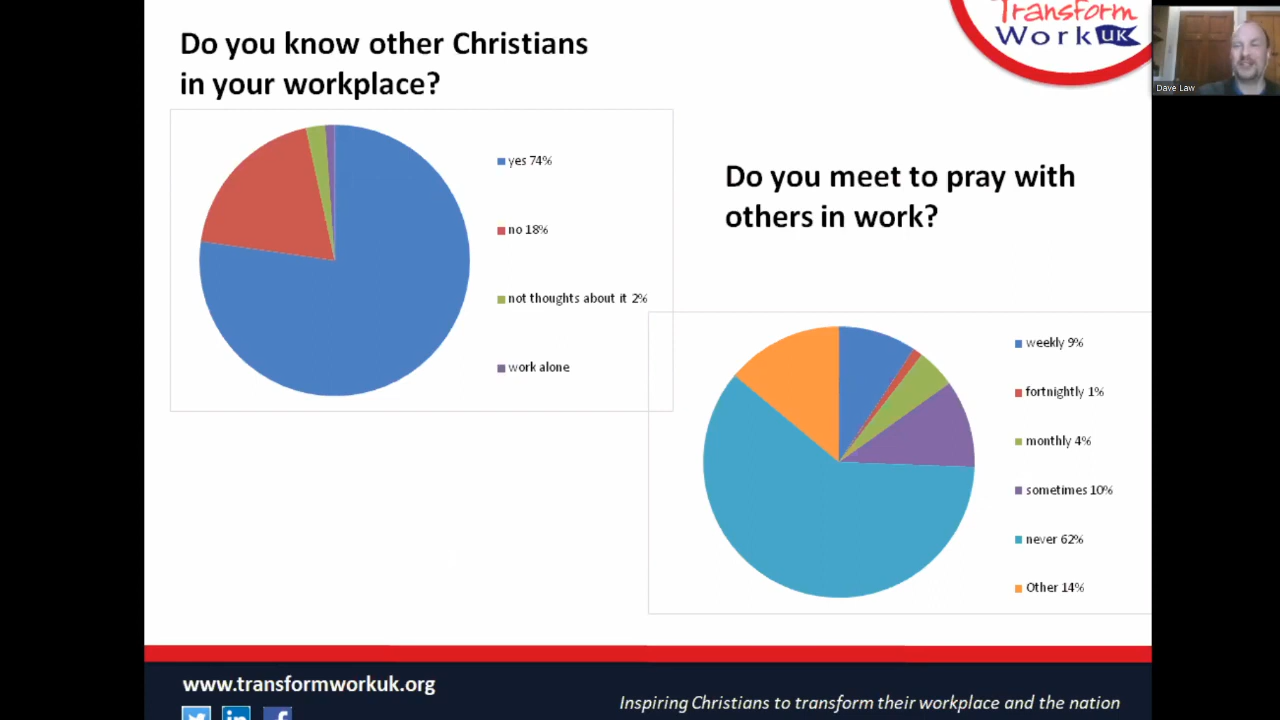 Do you know other Christians
in your workplace?
Transform
Work UK
Dave Law
yes 74%
no 18%
not thoughts about it 2%
work alone
Do you meet to pray with
others in work?
weekly 9%
fortnightly 1%
monthly 4%
sometimes 10%
never 62%
Other 14%
www.transformworkuk.org
Inspiring Christians to transform their workplace and the nation
in
f